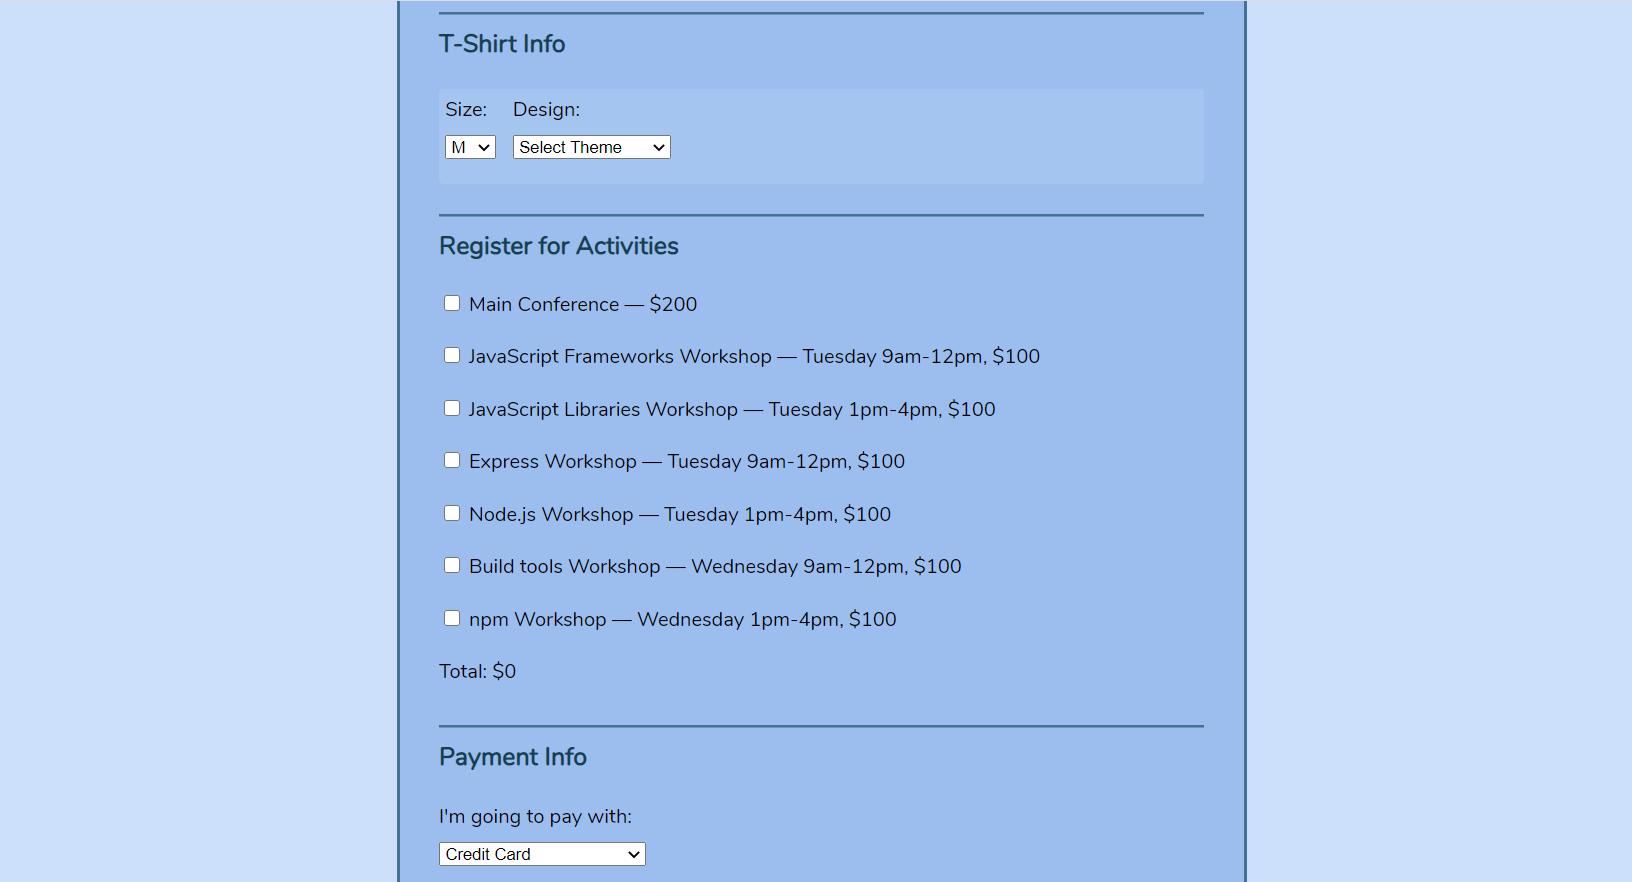 T-Shirt Info
Size: Design:
M Select Theme
Register for Activities
Main Conference — $200
JavaScript Frameworks Workshop — Tuesday 9am-12pm, $100
JavaScript Libraries Workshop — Tuesday 1pm-4pm, $100
Express Workshop — Tuesday 9am-12pm, $100
Node.js Workshop — Tuesday 1pm-4pm, $100
Build tools Workshop — Wednesday 9am-12pm, $100
npm Workshop — Wednesday 1pm-4pm, $100
Total: $0
Payment Info
I'm going to pay with:
Credit Card